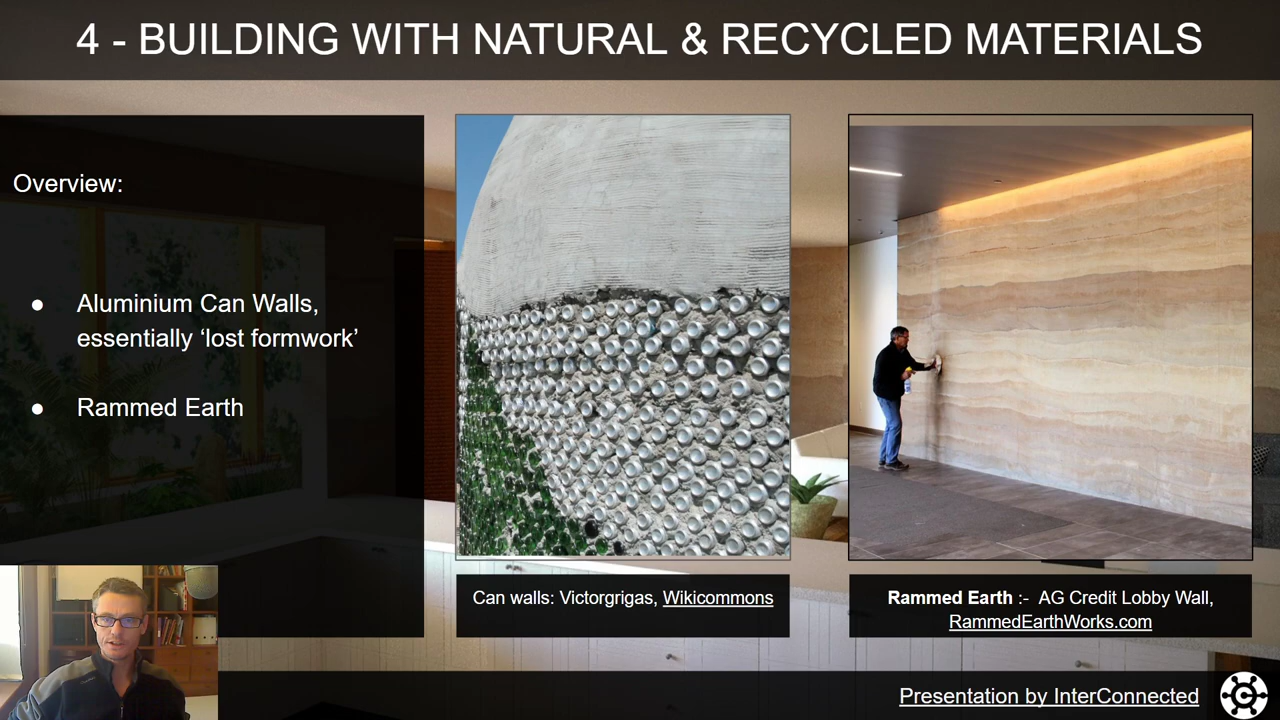 4 - BUILDING WITH NATURAL & RECYCLED MATERIALS
Overview:
● Aluminium Can Walls,
essentially ‘lost formwork’
● Rammed Earth
Can walls: Victorgrigas, Wikicommons
Rammed Earth :- AG Credit Lobby Wall,
RammedEarthWorks.com
Presentation by InterConnected
C